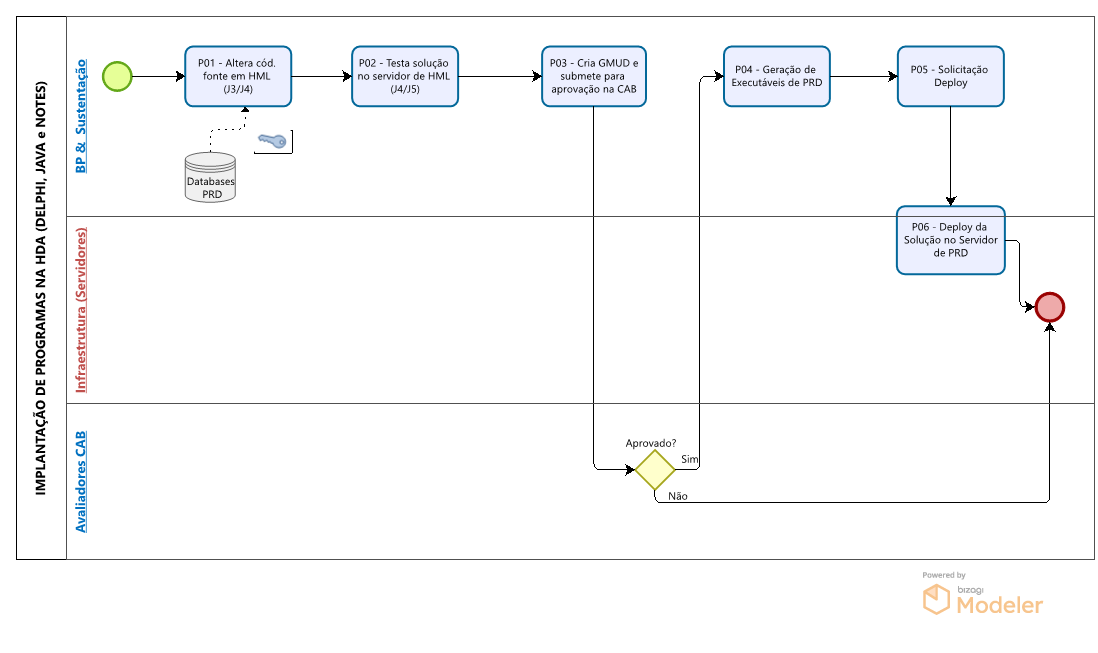 IMPLANTAÇÃO DE PROGRAMAS NA HDA (DELPHI, JAVA e NOTES)
BP & Sustentação
P01 - Altera cód.
fonte em HML
(J3/J4)
P02 - Testa solução
no servidor de HML
(J4/J5)
P03 - Cria GMUD e
submete para
aprovação na CAB
P04 - Geração de
Executáveis de PRD
P05 - Solicitação
Deploy
Databases
PRD
Infraestrutura (Servidores)
P06 - Deploy da
Solução no Servidor
de PRD
Avaliadores CAB
Aprovado?
Sim
Não
Powered by
bizagi
Modeler